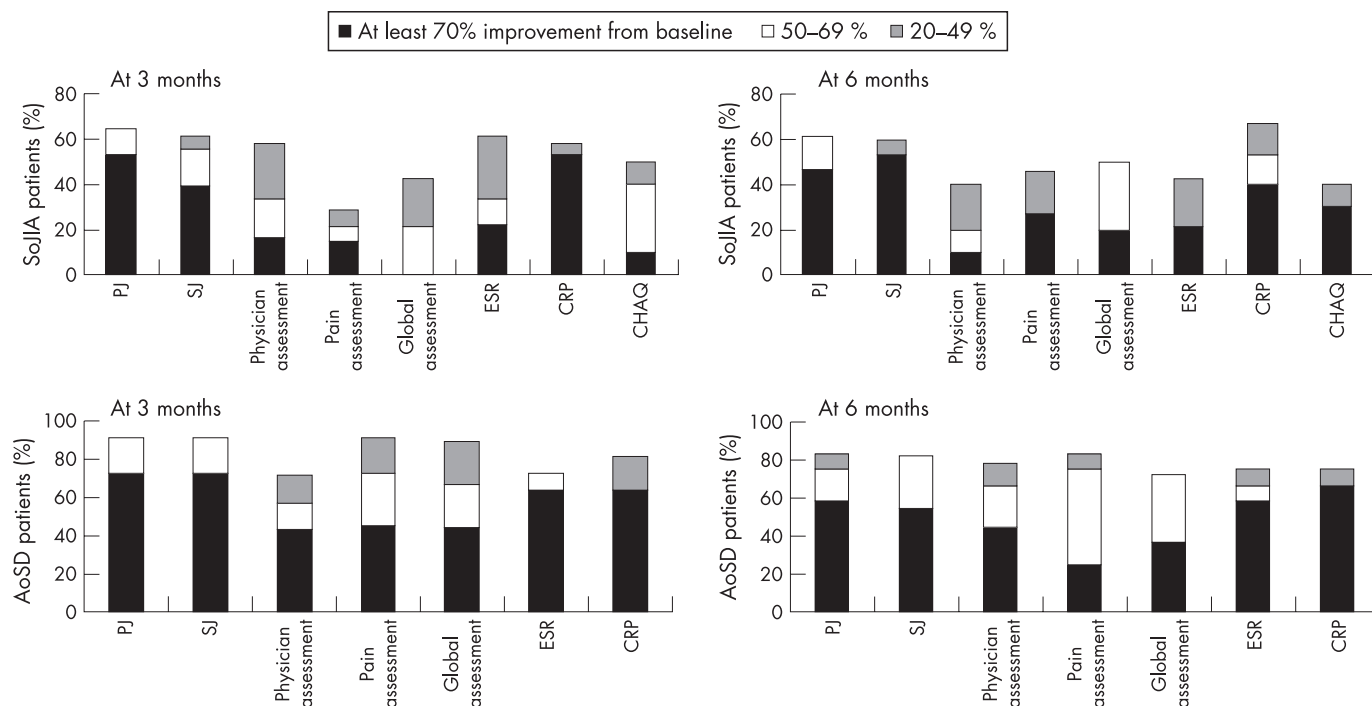 At least 70% improvement from baseline 50–69 % 20–49 %
At 3 months
SoJIA patients (%)
80
60
40
20
0
PJ
SJ
Physician
assessment
Pain
assessment
Global
assessment
ESR
CRP
CHAQ
At 6 months
SoJIA patients (%)
80
60
40
20
0
PJ
SJ
Physician
assessment
Pain
assessment
Global
assessment
ESR
CRP
CHAQ
At 3 months
AoSD patients (%)
100
80
60
40
20
0
PJ
SJ
Physician
assessment
Pain
assessment
Global
assessment
ESR
CRP
At 6 months
AoSD patients (%)
100
80
60
40
20
0
PJ
SJ
Physician
assessment
Pain
assessment
Global
assessment
ESR
CRP